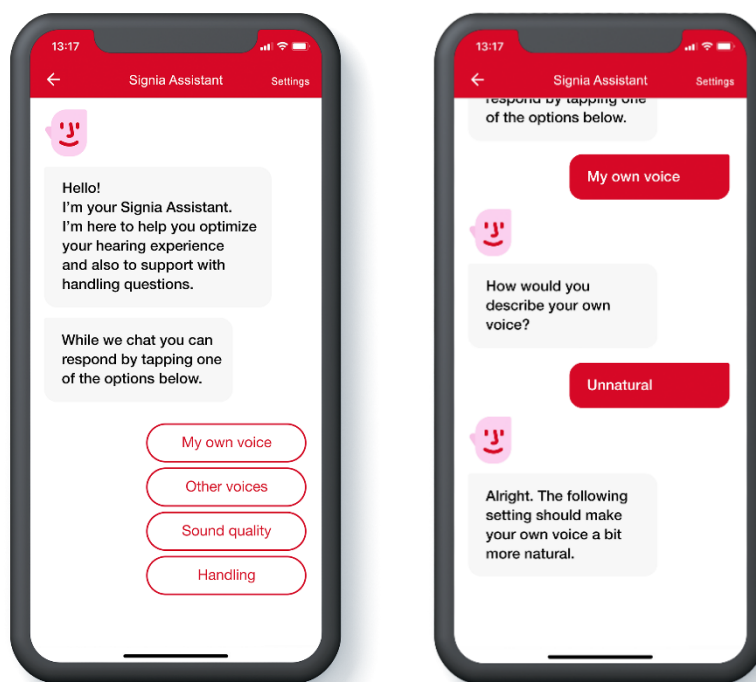 13:17
Signia Assistant
Settings
Hello!
I'm your Signia Assistant.
I'm here to help you optimize
your hearing experience
and also to support with
handling questions.
While we chat you can
respond by tapping one
of the options below.
My own voice
Other voices
Sound quality
Handling
13:17
Signia Assistant
Settings
respond by tapping one
of the options below.
My own voice
How would you
describe your own
voice?
Unnatural
Alright. The following
setting should make
your own voice a bit
more natural.